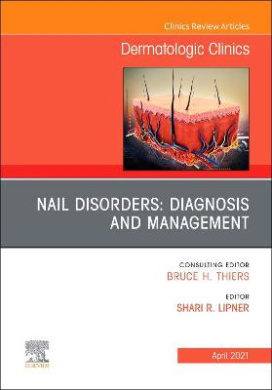 Clinics Review Articles
Dermatologic Clinics
NAIL DISORDERS: DIAGNOSIS
AND MANAGEMENT
CONSULTING EDITOR
BRUCE H. THIERS
EDITOR
SHARI R. LIPNER
ELSEVIER
April 2021